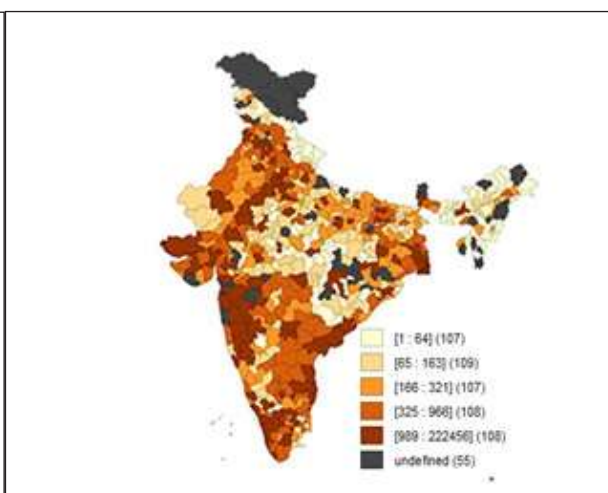 [1 : 64] (107)
[65 : 163] (109)
[166 : 321] (107)
[325 : 966] (108)
[989 : 222456] (108)
undefined (55)